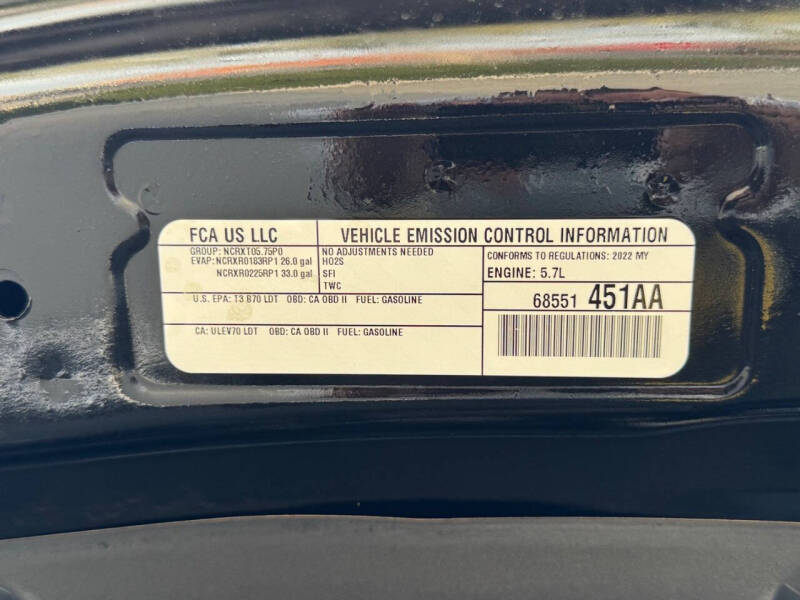 FCA US LLC
VEHICLE EMISSION CONTROL INFORMATION
GROUP: NCRXT05.75P0
EVAP: NCRXR0183RP1 26.0 gal
NCRXR0225RP1 33.0 gal
NO ADJUSTMENTS NEEDED
HO2S
SFI
TWC
CONFORMS TO REGULATIONS: 2022 MY
ENGINE: 5.7L
U.S. EPA: T3 B70 LDT OBD: CA OBD II FUEL: GASOLINE
CA: ULEV70 LDT OBD: CA OBD II FUEL: GASOLINE
68551 451AA